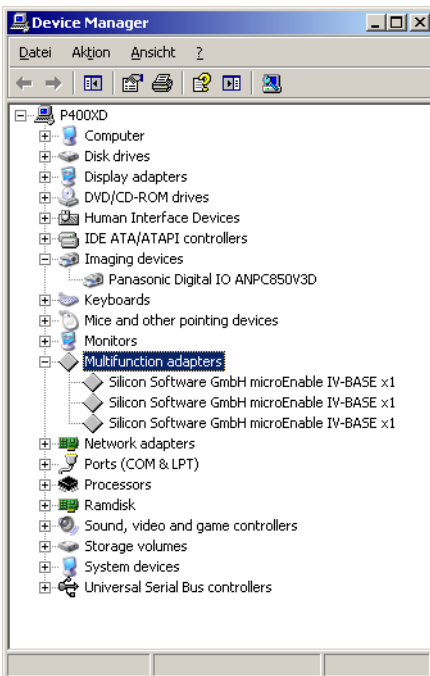 Device Manager
Datei Aktion Ansicht ?
P400XD
Computer
Disk drives
Display adapters
DVD/CD-ROM drives
Human Interface Devices
IDE ATA/ATAPI controllers
Imaging devices
Panasonic Digital IO ANPC850V3D
Keyboards
Mice and other pointing devices
Monitors
Multifunction adapters
Silicon Software GmbH microEnable IV-BASE x1
Silicon Software GmbH microEnable IV-BASE x1
Silicon Software GmbH microEnable IV-BASE x1
Network adapters
Ports (COM & LPT)
Processors
Ramdisk
Sound, video and game controllers
Storage volumes
System devices
Universal Serial Bus controllers